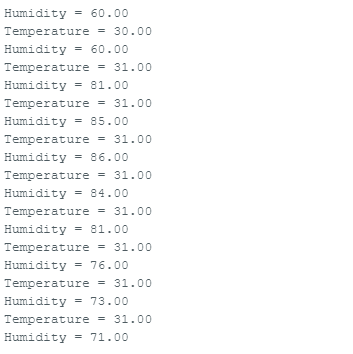 Humidity = 60.00
Temperature = 30.00
Humidity = 60.00
Temperature = 31.00
Humidity = 81.00
Temperature = 31.00
Humidity = 85.00
Temperature = 31.00
Humidity = 86.00
Temperature = 31.00
Humidity = 84.00
Temperature = 31.00
Humidity = 81.00
Temperature = 31.00
Humidity = 76.00
Temperature = 31.00
Humidity = 73.00
Temperature = 31.00
Humidity = 71.00